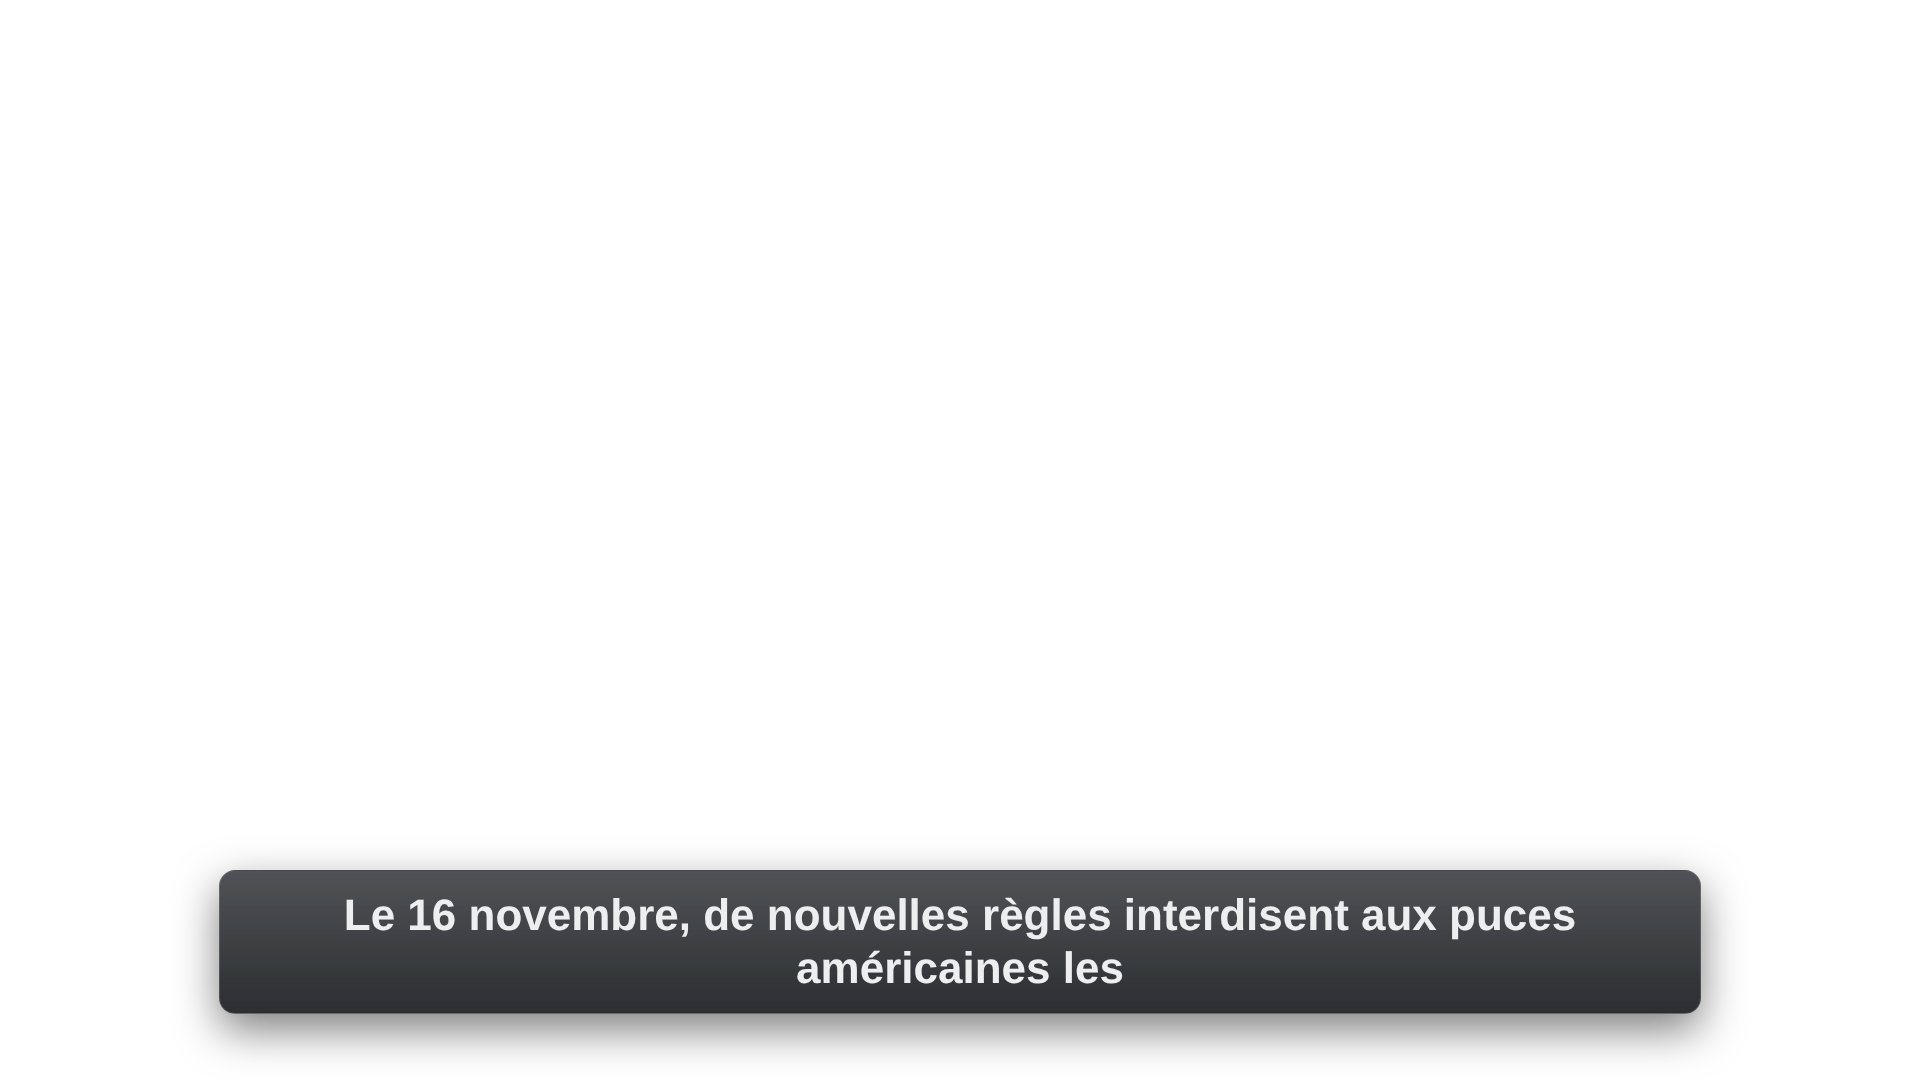 Le 16 novembre, de nouvelles règles interdisent aux puces
américaines les